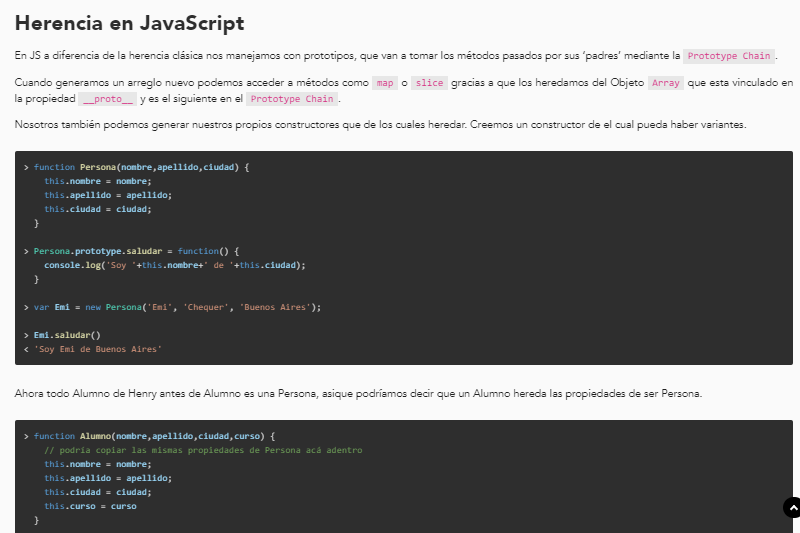 Herencia en JavaScript
En JS a diferencia de la herencia clásica nos manejamos con prototipos, que van a tomar los métodos pasados por sus ‘padres’ mediante la Prototype Chain.
Cuando generamos un arreglo nuevo podemos acceder a métodos como map o slice gracias a que los heredamos del Objeto Array que esta vinculado en
la propiedad __proto__ y es el siguiente en el Prototype Chain.
Nosotros también podemos generar nuestros propios constructores que de los cuales heredar. Creemos un constructor de el cual pueda haber variantes.
> function Persona(nombre,apellido,ciudad) {
this.nombre = nombre;
this.apellido = apellido;
this.ciudad = ciudad;
}
> Persona.prototype.saludar = function() {
console.log('Soy '+this.nombre+' de '+this.ciudad);
}
> var Emi = new Persona('Emi', 'Chequer', 'Buenos Aires');
> Emi.saludar()
< 'Soy Emi de Buenos Aires'
Ahora todo Alumno de Henry antes de Alumno es una Persona, asique podríamos decir que un Alumno hereda las propiedades de ser Persona.
> function Alumno(nombre,apellido,ciudad,curso) {
// podría copiar las mismas propiedades de Persona acá adentro
this.nombre = nombre;
this.apellido = apellido;
this.ciudad = ciudad;
this.curso = curso
}